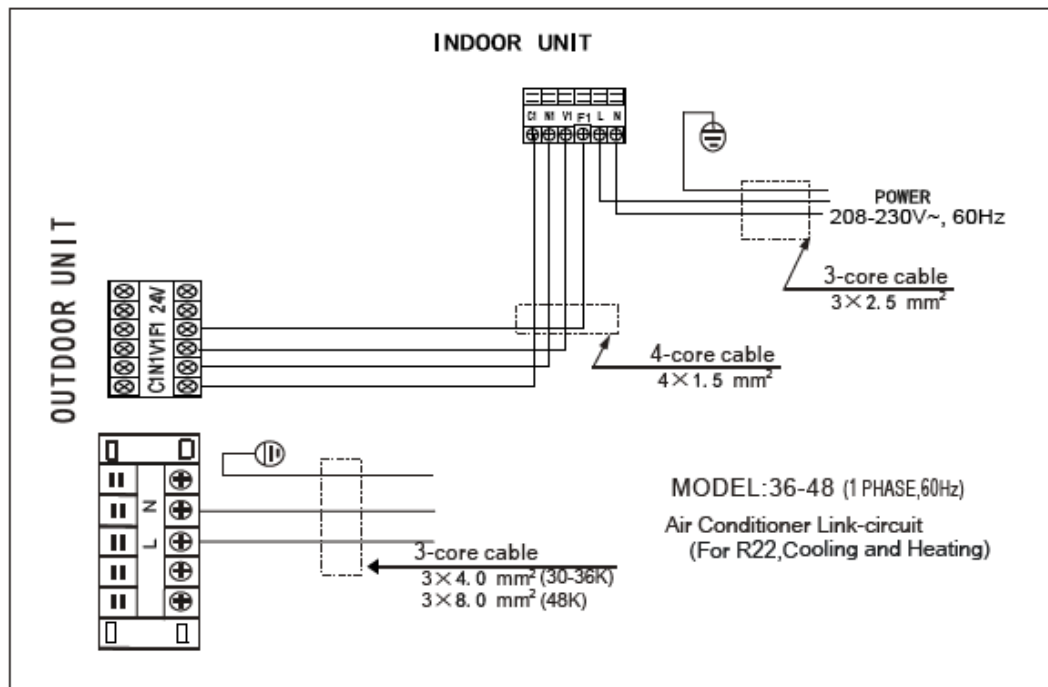 INDOOR UNIT
C1 N1 V1 F1 L N
POWER
208-230V~, 60Hz
3-core cable
3×2.5 mm²
OUTDOOR UNIT
C1N1V1F1 24V
4-core cable
4×1.5 mm²
L N
3-core cable
3×4.0 mm² (30-36K)
3×8.0 mm² (48K)
MODEL:36-48 (1 PHASE,60Hz)
Air Conditioner Link-circuit
(For R22,Cooling and Heating)